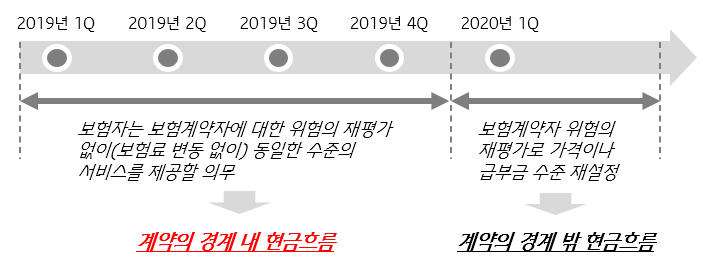 2019년 1Q 2019년 2Q 2019년 3Q 2019년 4Q 2020년 1Q
보험자는 보험계약자에 대한 위험의 재평가
없이(보험료 변동 없이) 동일한 수준의
서비스를 제공할 의무
보험계약자 위험의
재평가로 가격이나
급부금 수준 재설정
계약의 경계 내 현금흐름
계약의 경계 밖 현금흐름